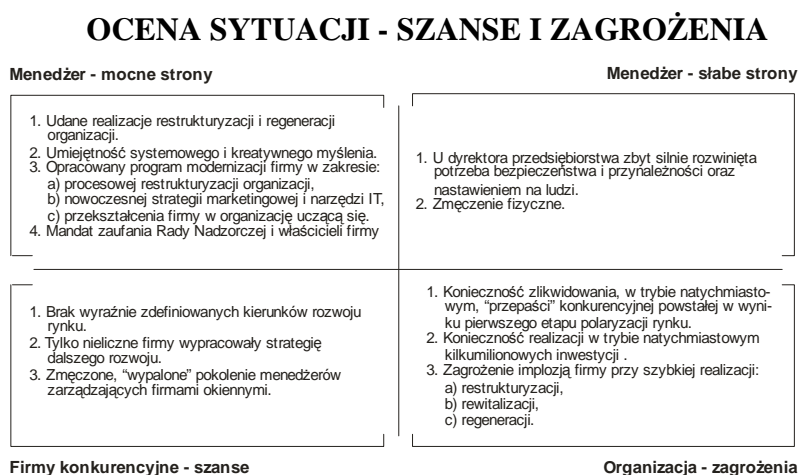 OCENA SYTUACJI - SZANSE I ZAGROŻENIA
Menedżer - mocne strony
1. Udane realizacje restrukturyzacji i regeneracji
organizacji.
2. Umiejętność systemowego i kreatywnego myślenia.
3. Opracowany program modernizacji firmy w zakresie:
a) procesowej restrukturyzacji organizacji,
b) nowoczesnej strategii marketingowej i narzędzi IT,
c) przekształcenia firmy w organizację uczącą się.
4. Mandat zaufania Rady Nadzorczej i właścicieli firmy
Menedżer - słabe strony
1. U dyrektora przedsiębiorstwa zbyt silnie rozwinięta
potrzeba bezpieczeństwa i przynależności oraz
nastawieniem na ludzi.
2. Zmęczenie fizyczne.
1. Brak wyraźnie zdefiniowanych kierunków rozwoju
rynku.
2. Tylko nieliczne firmy wypracowały strategię
dalszego rozwoju.
3. Zmęczone, “wypalone” pokolenie menedżerów
zarządzających firmami okiennymi.
Firmy konkurencyjne - szanse
1. Konieczność zlikwidowania, w trybie natychmiasto-
wym, “przepaści” konkurencyjnej powstałej w wyni-
ku pierwszego etapu polaryzacji rynku.
2. Konieczność realizacji w trybie natychmiastowym
kilkumilionowych inwestycji .
3. Zagrożenie implozją firmy przy szybkiej realizacji:
a) restrukturyzacji,
b) rewitalizacji,
c) regeneracji.
Organizacja - zagrożenia